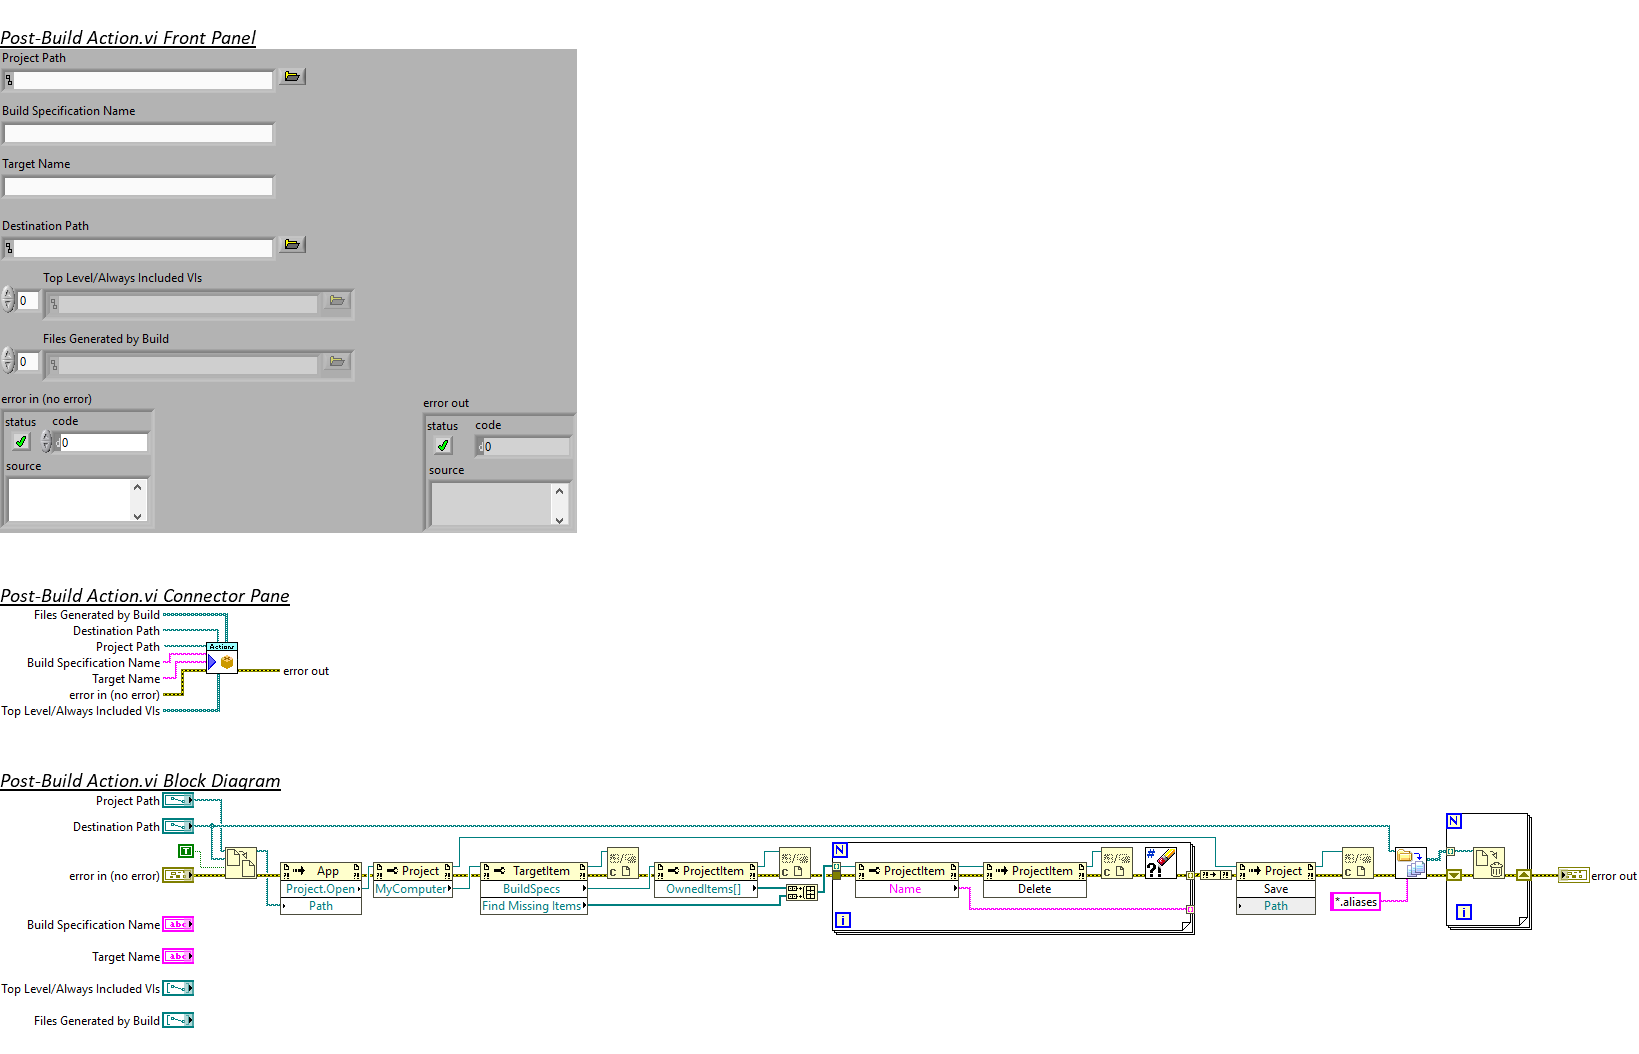 Post-Build Action.vi Front Panel
Project Path
Build Specification Name
Target Name
Destination Path
Top Level/Always Included VIs
0
Files Generated by Build
0
error in (no error)
status code
0
source
error out
status code
0
source
Post-Build Action.vi Connector Pane
Files Generated by Build
Destination Path
Project Path
Build Specification Name
Target Name
error in (no error)
Top Level/Always Included VIs
Actions
error out
Post-Build Action.vi Block Diagram
Project Path
Destination Path
T
error in (no error)
Build Specification Name
abc
Target Name
abc
Top Level/Always Included VIs
Files Generated by Build
App
Project.Open
Path
Project
MyComputer
TargetItem
BuildSpecs
Find Missing Items
C
ProjectItem
OwnedItems[]
C
N
ProjectItem
Name
ProjectItem
Delete
C
#
?!
i
Project
Save
Path
C
*.aliases
N
i
error out